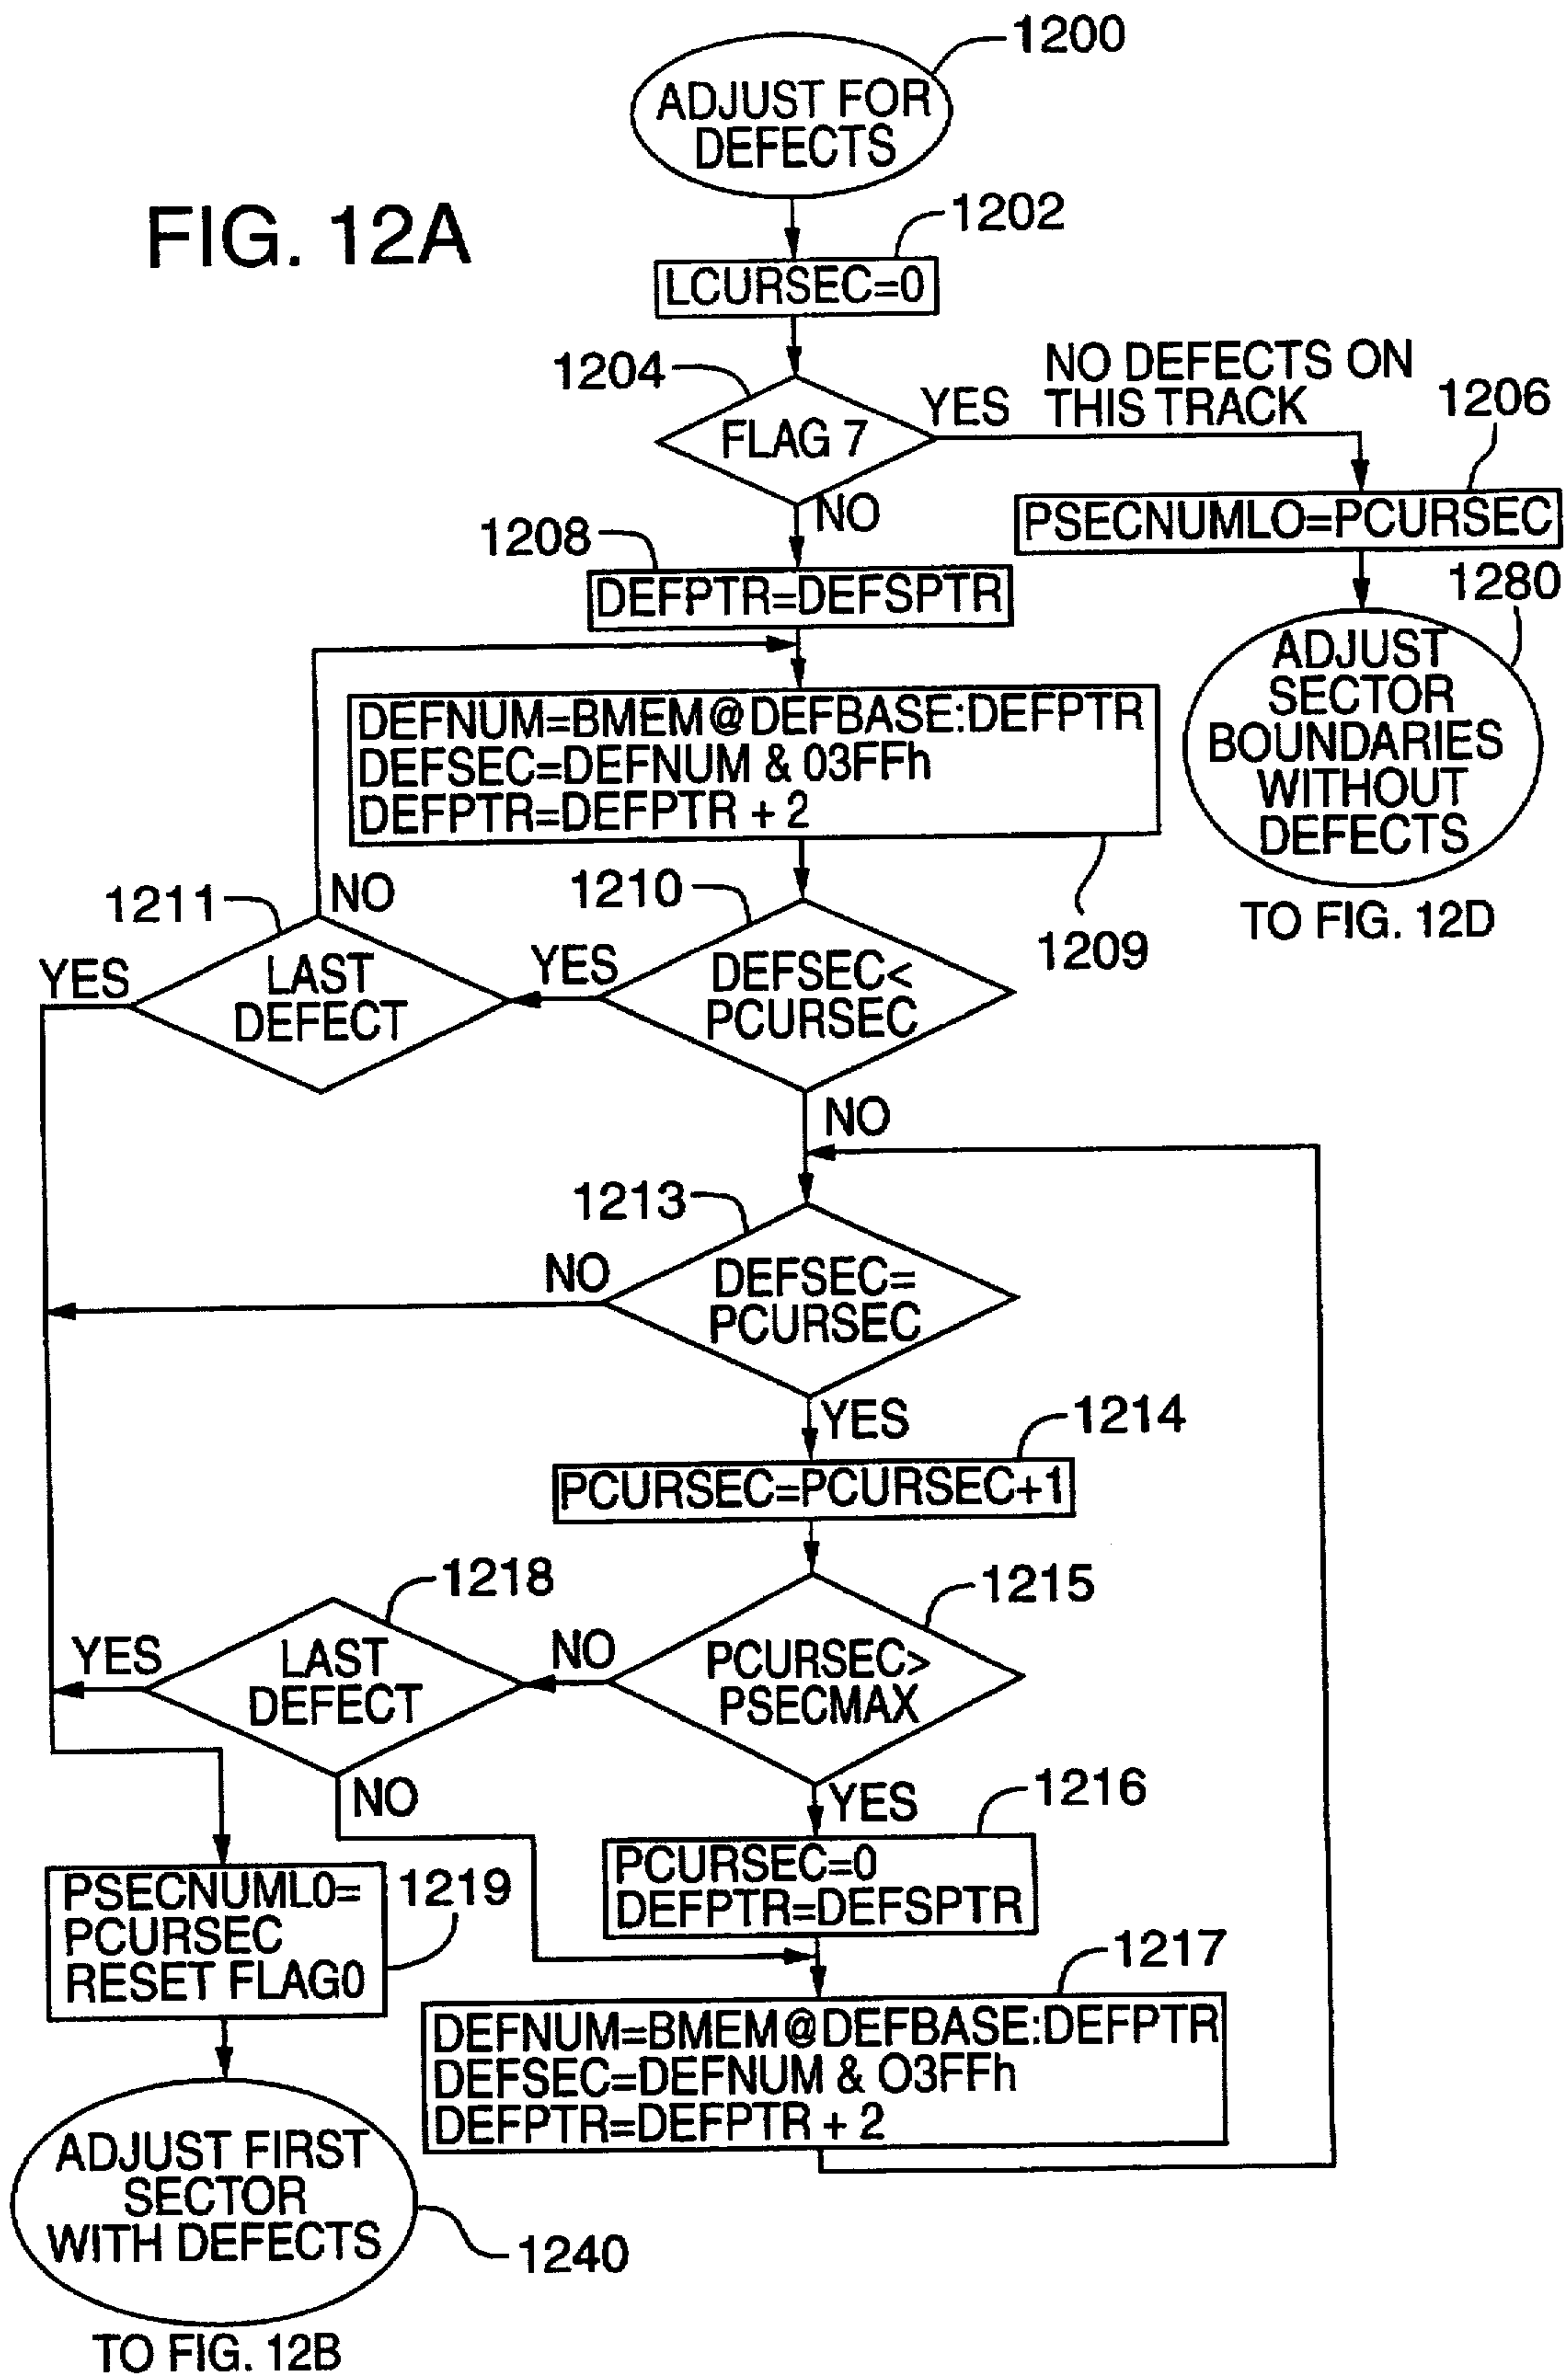 1200
ADJUST FOR
DEFECTS
FIG. 12A
1202
LCURSEC=0
1204
FLAG 7
YES
NO DEFECTS ON
THIS TRACK
1206
NO
PSECNUMLO=PCURSEC
1208
DEFPTR=DEFSPTR
1280
ADJUST
SECTOR
BOUNDARIES
WITHOUT
DEFECTS
TO FIG. 12D
DEFNUM=BMEM@DEFBASE:DEFPTR
DEFSEC=DEFNUM & 03FFh
DEFPTR=DEFPTR + 2
1209
1211
NO
1210
YES
LAST
DEFECT
YES
DEFSEC<
PCURSEC
NO
1213
NO
DEFSEC=
PCURSEC
YES
1214
PCURSEC=PCURSEC+1
1218
1215
YES
LAST
DEFECT
NO
PCURSEC>
PSECMAX
NO
YES
1216
PCURSEC=0
DEFPTR=DEFSPTR
PSECNUML0=
PCURSEC
RESET FLAG0
1219
1217
DEFNUM=BMEM@DEFBASE:DEFPTR
DEFSEC=DEFNUM & O3FFh
DEFPTR=DEFPTR + 2
ADJUST FIRST
SECTOR
WITH DEFECTS
1240
TO FIG. 12B